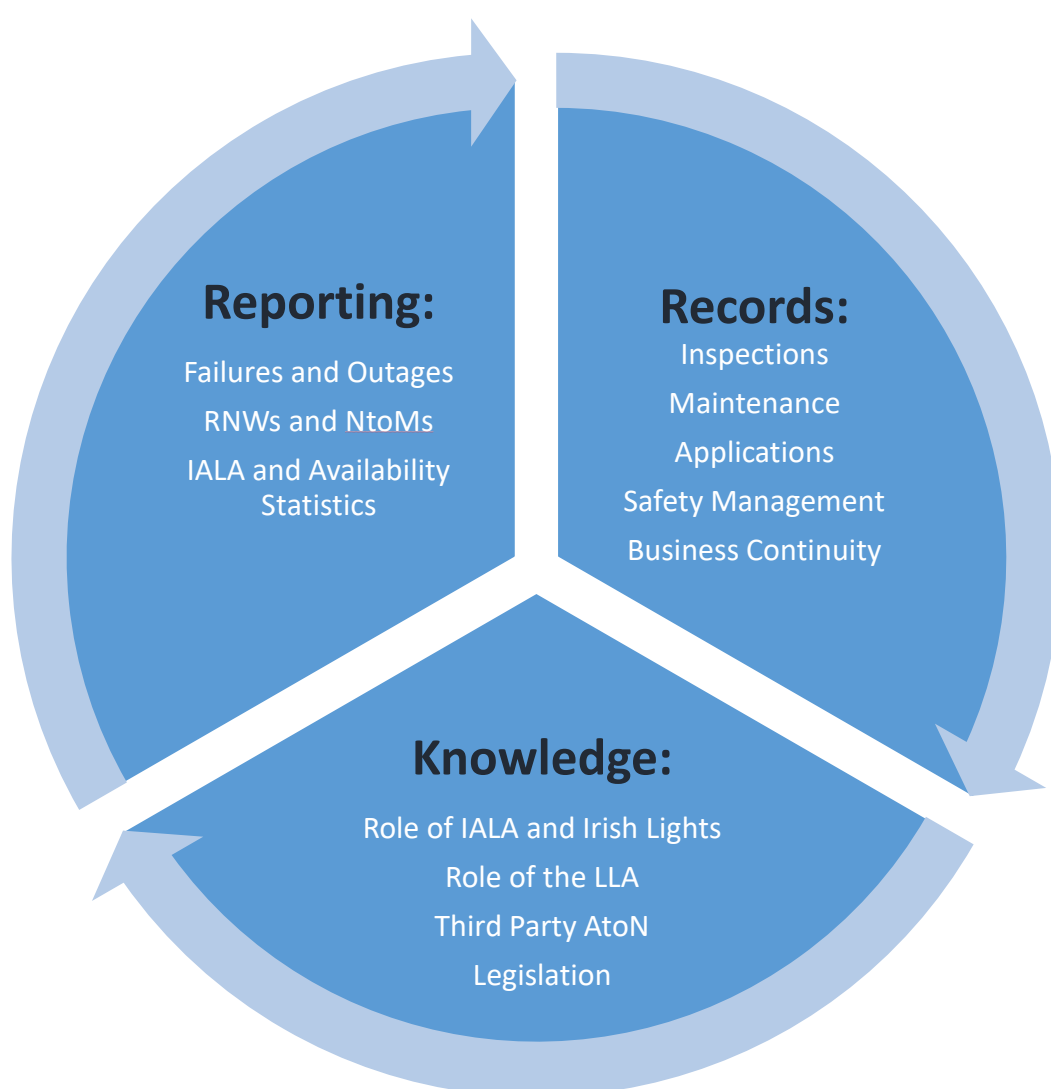 Reporting:
Failures and Outages
RNWs and NtoMs
IALA and Availability
Statistics
Records:
Inspections
Maintenance
Applications
Safety Management
Business Continuity
Knowledge:
Role of IALA and Irish Lights
Role of the LLA
Third Party AtoN
Legislation